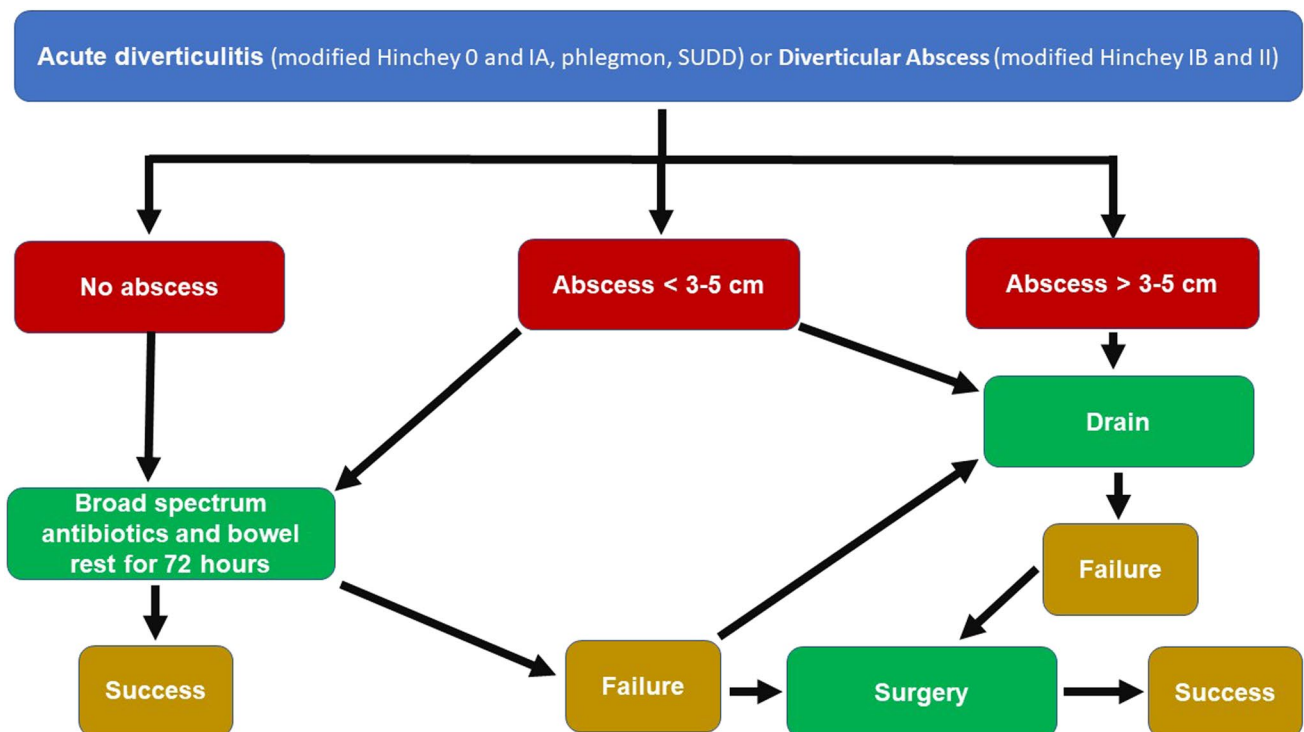 Acute diverticulitis (modified Hinchey 0 and IA, phlegmon, SUDD) or Diverticular Abscess (modified Hinchey IB and II)
No abscess
Abscess < 3-5 cm
Abscess > 3-5 cm
Drain
Broad spectrum
antibiotics and bowel
rest for 72 hours
Failure
Success
Failure
Surgery
Success